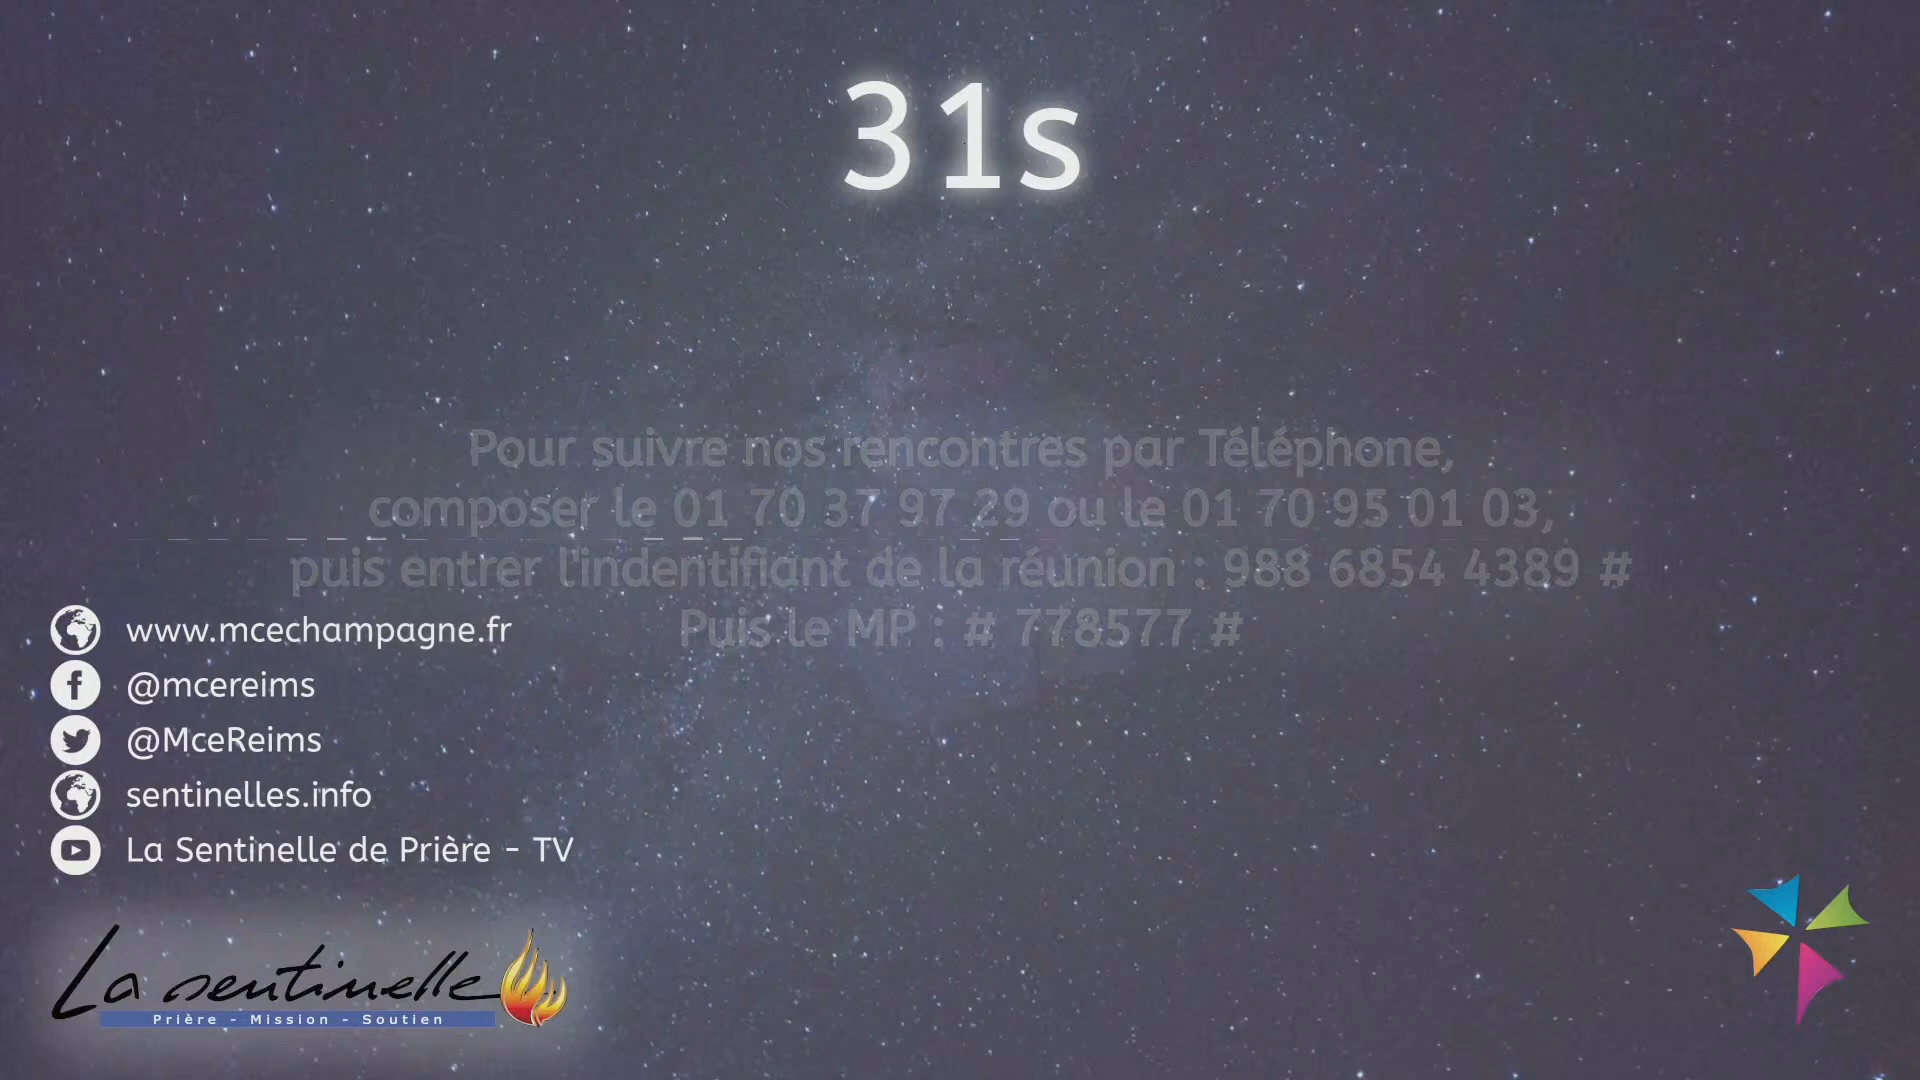 31s
Pour suivre nos rencontres par Téléphone,
composer le 01 70 37 97 29 ou le 01 70 95 01 03,
puis entrer l'indentifiant de la réunion : 988 6854 4389 #
Puis le MP : # 778577 #
www.mcechampagne.fr
@mcereims
@MceReims
sentinelles.info
La Sentinelle de Prière - TV
La sentinelle
Prière - Mission - Soutien